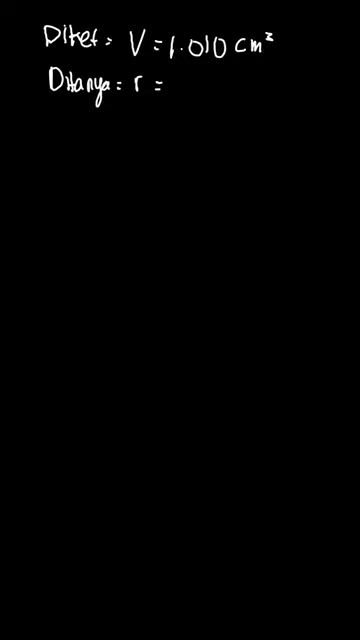 Diket = V = 1.010 cm³
Ditanya = r =